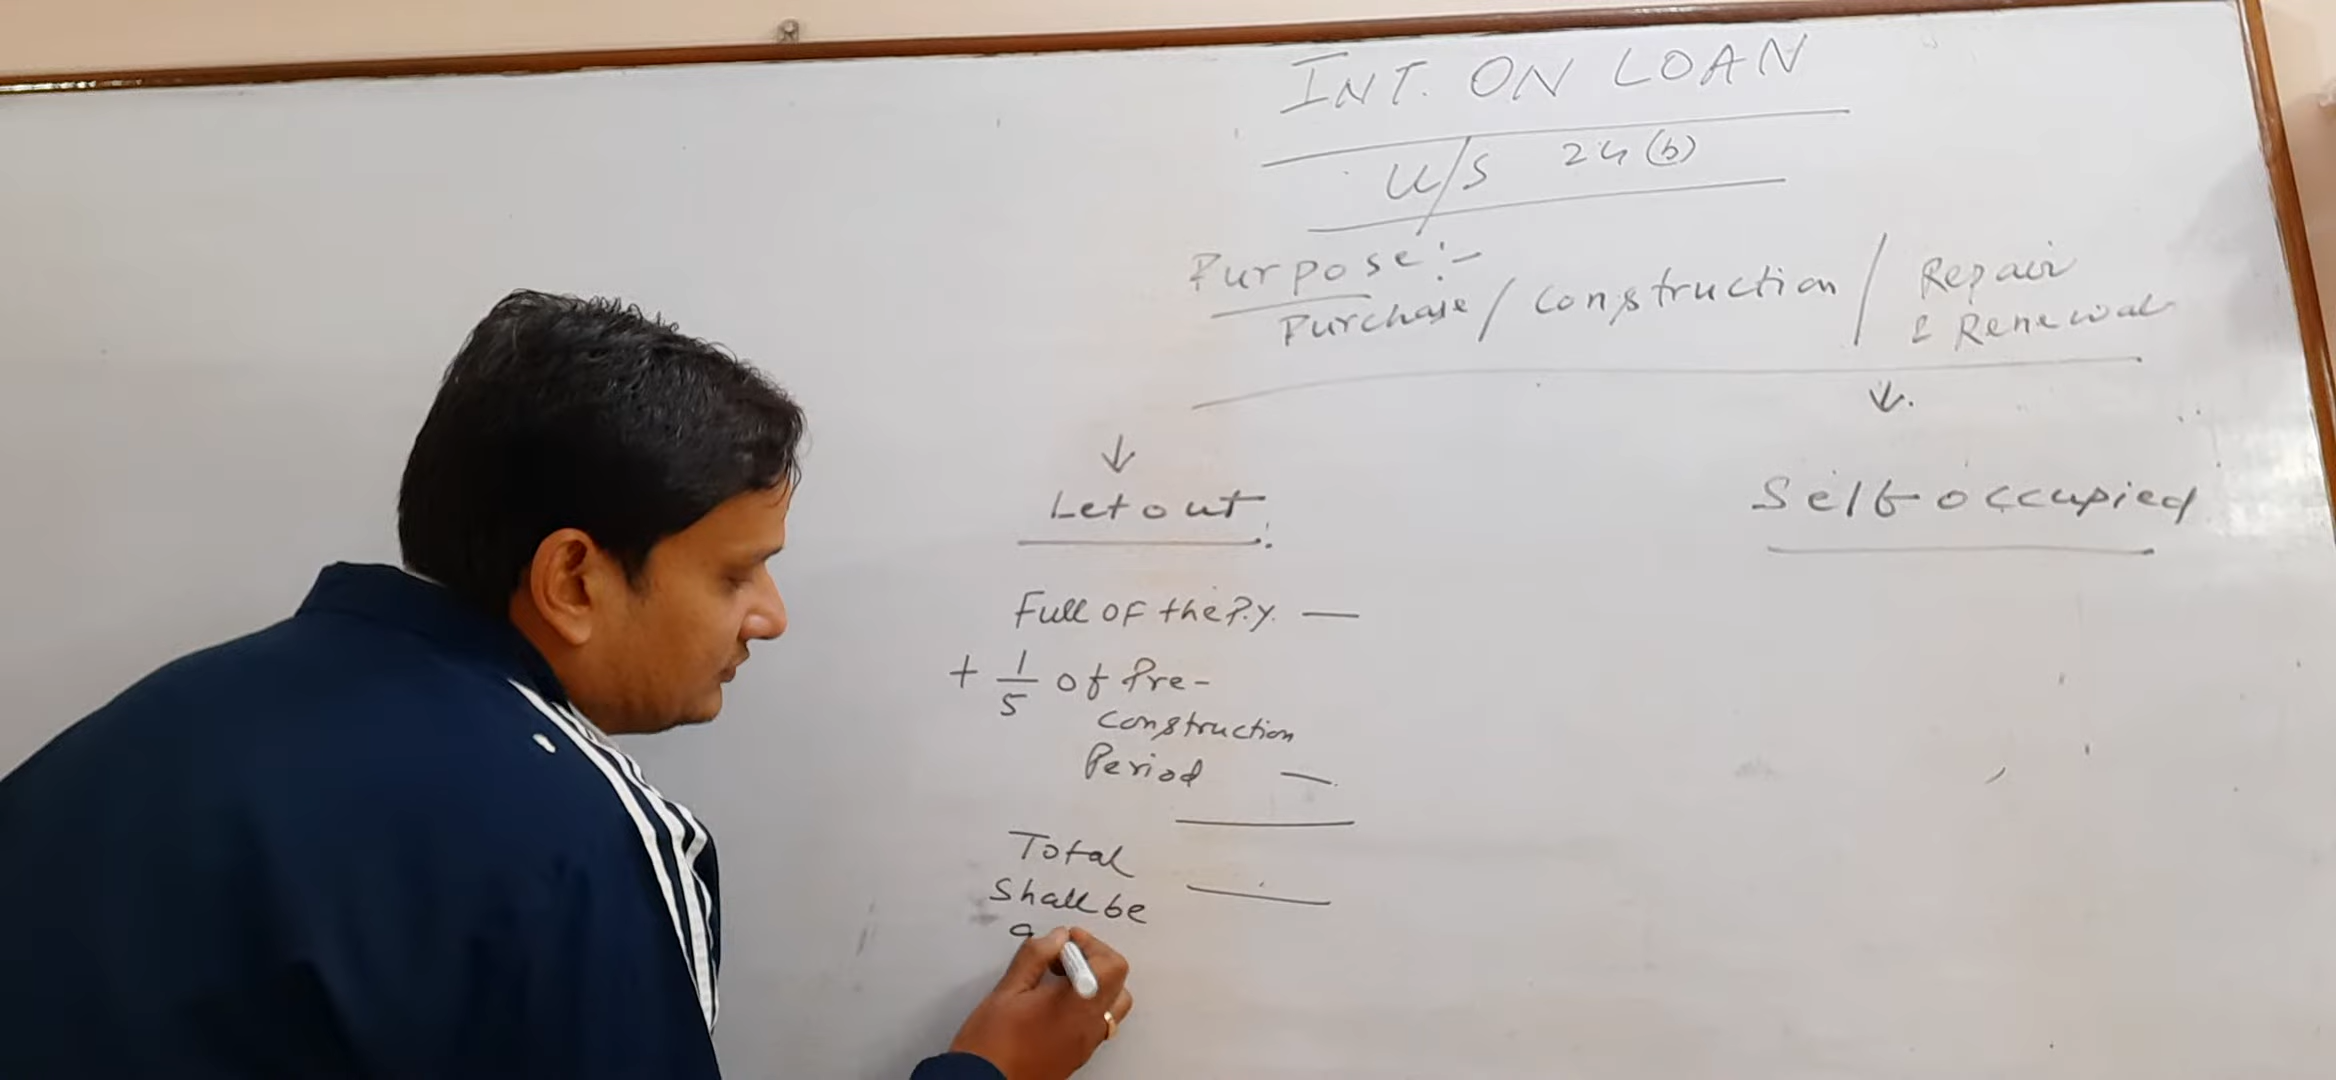 INT. ON LOAN
U/S 24(b)
Purpose:-
Purchase / Construction / Repair
& Renewal
↓ ↓
Let out Self occupied
Full OF the P.Y. —
+ 1/5 of Pre-
construction
Period —
Total
Shall be —
a